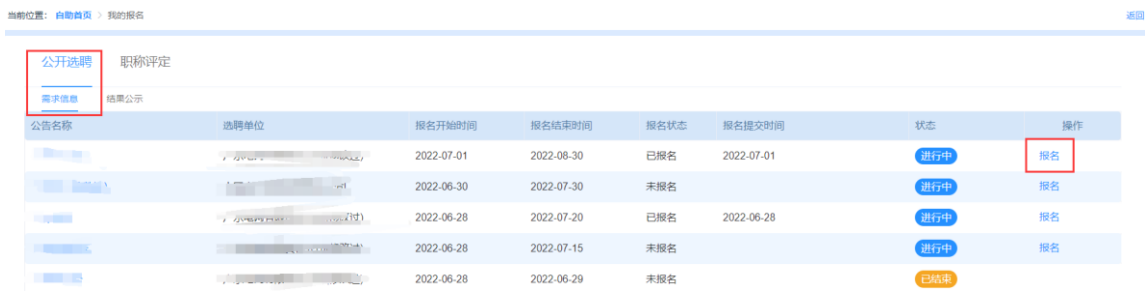 当前位置： 自助首页 > 我的报名
返回
公开选聘 职称评定
需求信息 结果公示
公告名称 选聘单位 报名开始时间 报名结束时间 报名状态 报名提交时间 状态 操作
2022-07-01 2022-08-30 已报名 2022-07-01 进行中 报名
2022-06-30 2022-07-30 未报名 进行中 报名
2022-06-28 2022-07-20 已报名 2022-06-28 进行中 报名
2022-06-28 2022-07-15 未报名 进行中 报名
2022-06-28 2022-06-29 未报名 已结束